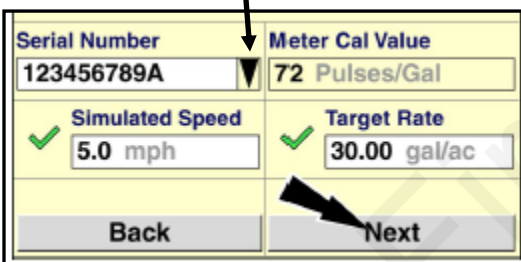 Serial Number
Meter Cal Value
123456789A
72 Pulses/Gal
Simulated Speed
Target Rate
5.0 mph
30.00 gal/ac
Back
Next